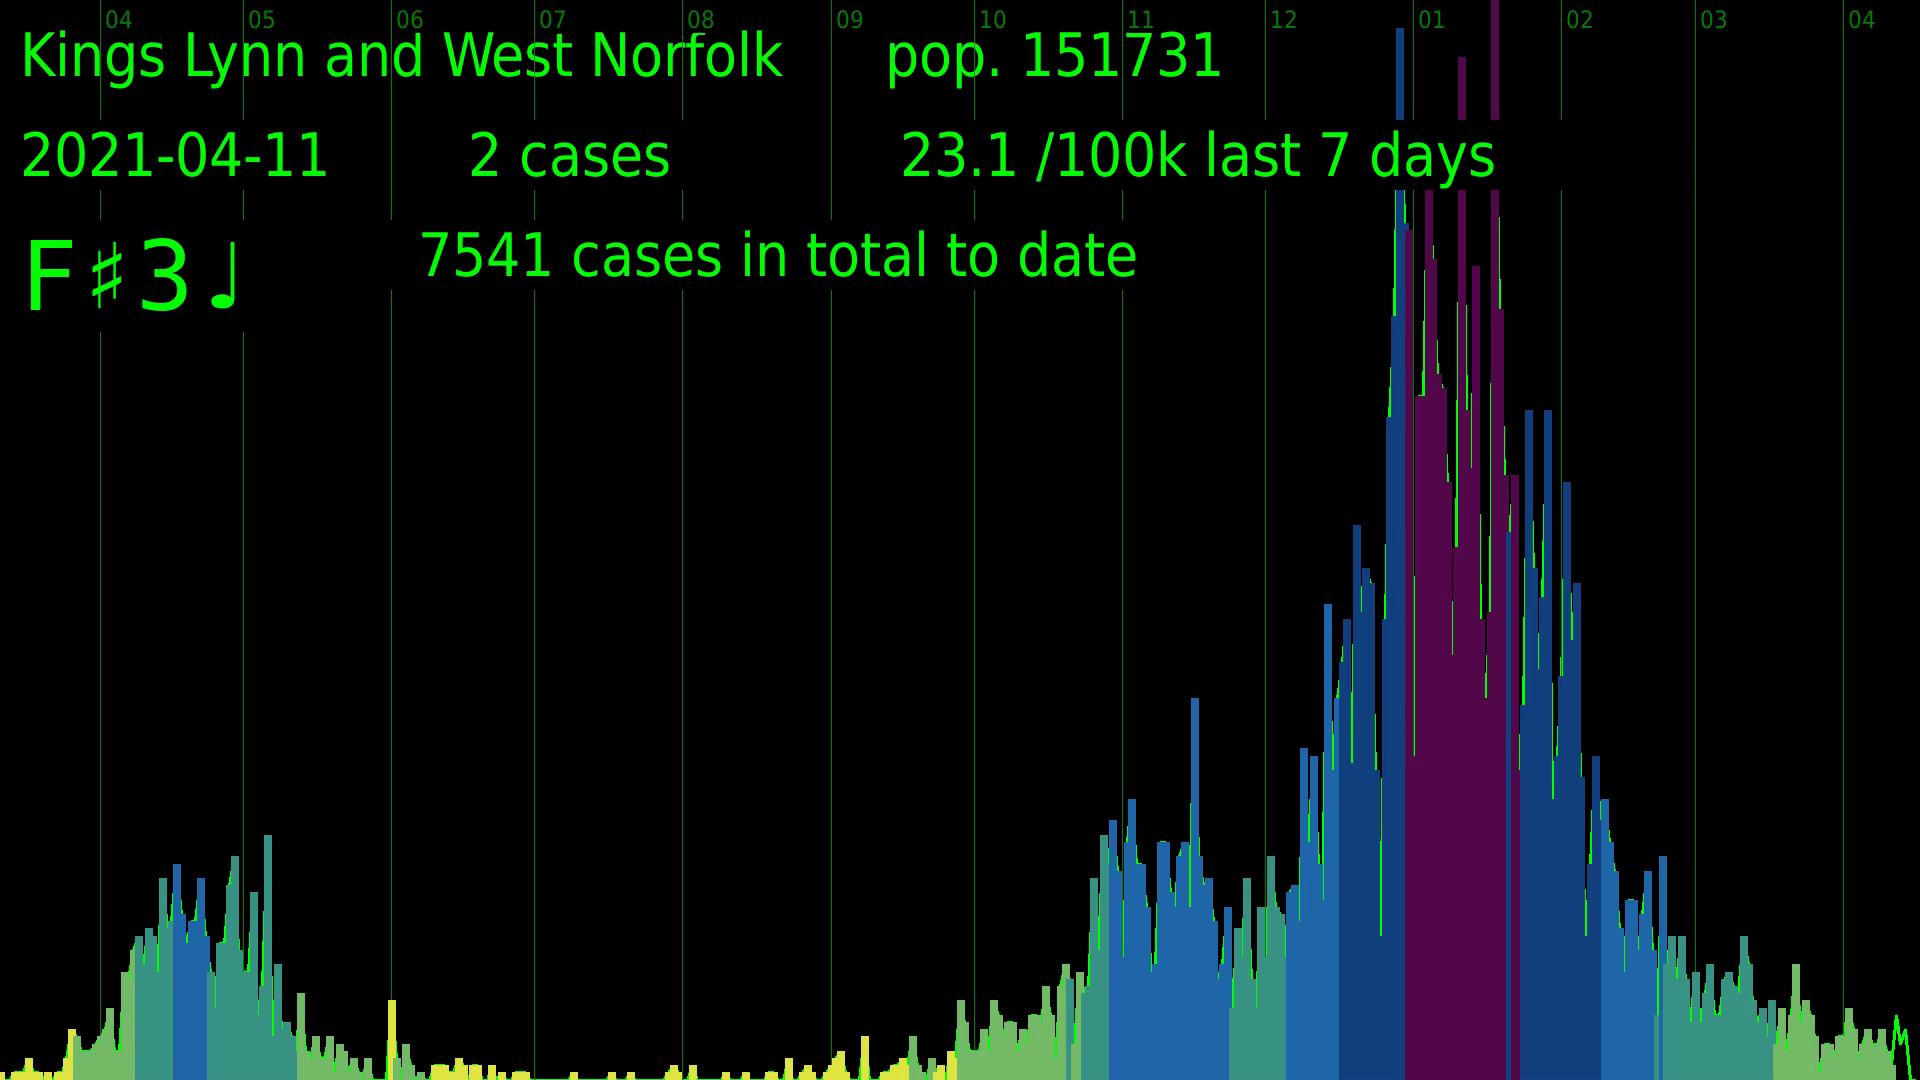 04 05 06 07 08 09 10 11 12 01 02 03 04
Kings Lynn and West Norfolk pop. 151731
2021-04-11 2 cases 23.1 /100k last 7 days
F♯3♩ 7541 cases in total to date